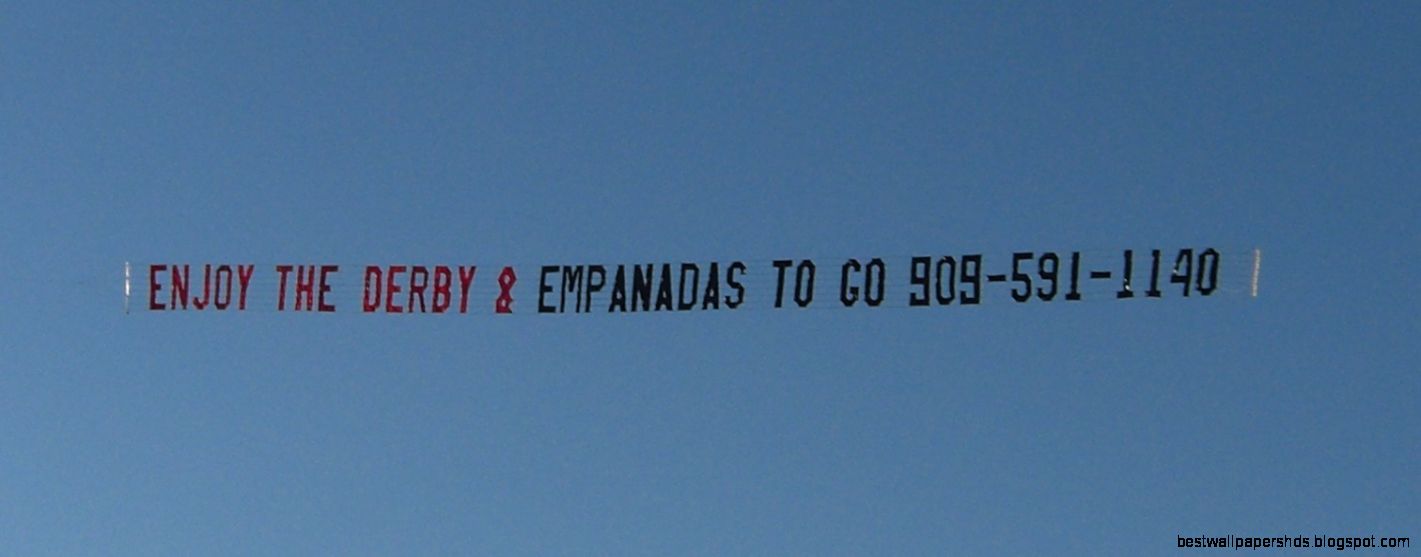 ENJOY THE DERBY & EMPANADAS TO GO 909-591-1140
bestwallpapershds.blogspot.com